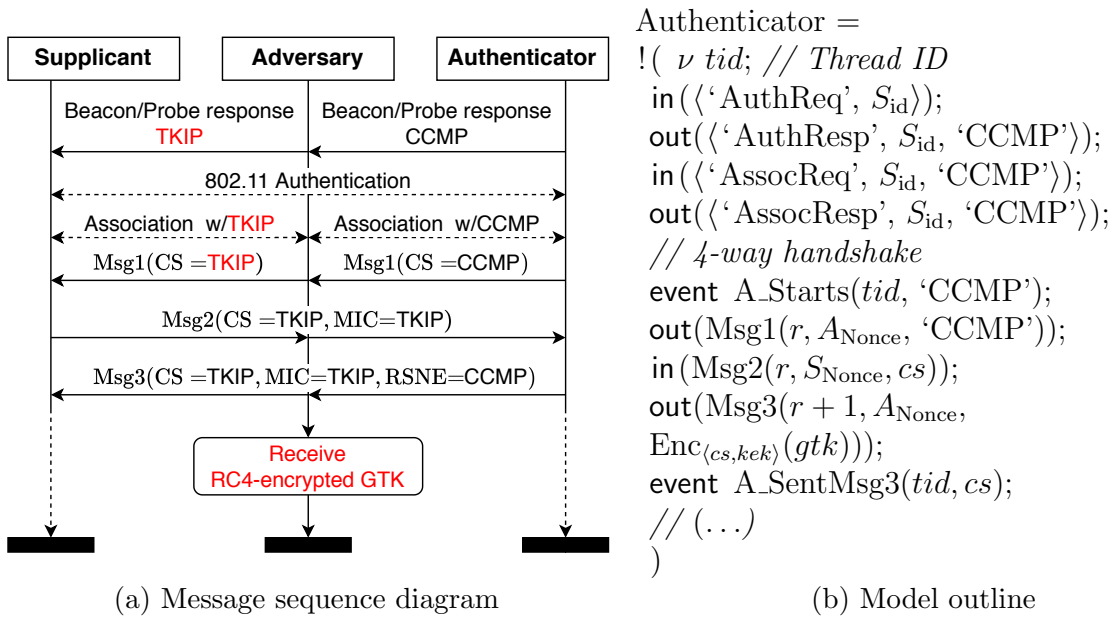 Supplicant Adversary Authenticator
Beacon/Probe response Beacon/Probe response
TKIP CCMP
802.11 Authentication
Association w/TKIP Association w/CCMP
Msg1(CS =TKIP) Msg1(CS =CCMP)
Msg2(CS =TKIP, MIC=TKIP)
Msg3(CS =TKIP, MIC=TKIP, RSNE=CCMP)
Receive
RC4-encrypted GTK
(a) Message sequence diagram
Authenticator =
!( ν tid; // Thread ID
in(⟨‘AuthReq’, S_id⟩);
out(⟨‘AuthResp’, S_id, ‘CCMP’⟩);
in(⟨‘AssocReq’, S_id, ‘CCMP’⟩);
out(⟨‘AssocResp’, S_id, ‘CCMP’⟩);
// 4-way handshake
event A_Starts(tid, ‘CCMP’);
out(Msg1(r, A_Nonce, ‘CCMP’));
in(Msg2(r, S_Nonce, cs));
out(Msg3(r + 1, A_Nonce,
Enc_⟨cs,kek⟩(gtk)));
event A_SentMsg3(tid, cs);
// (...)
)
(b) Model outline